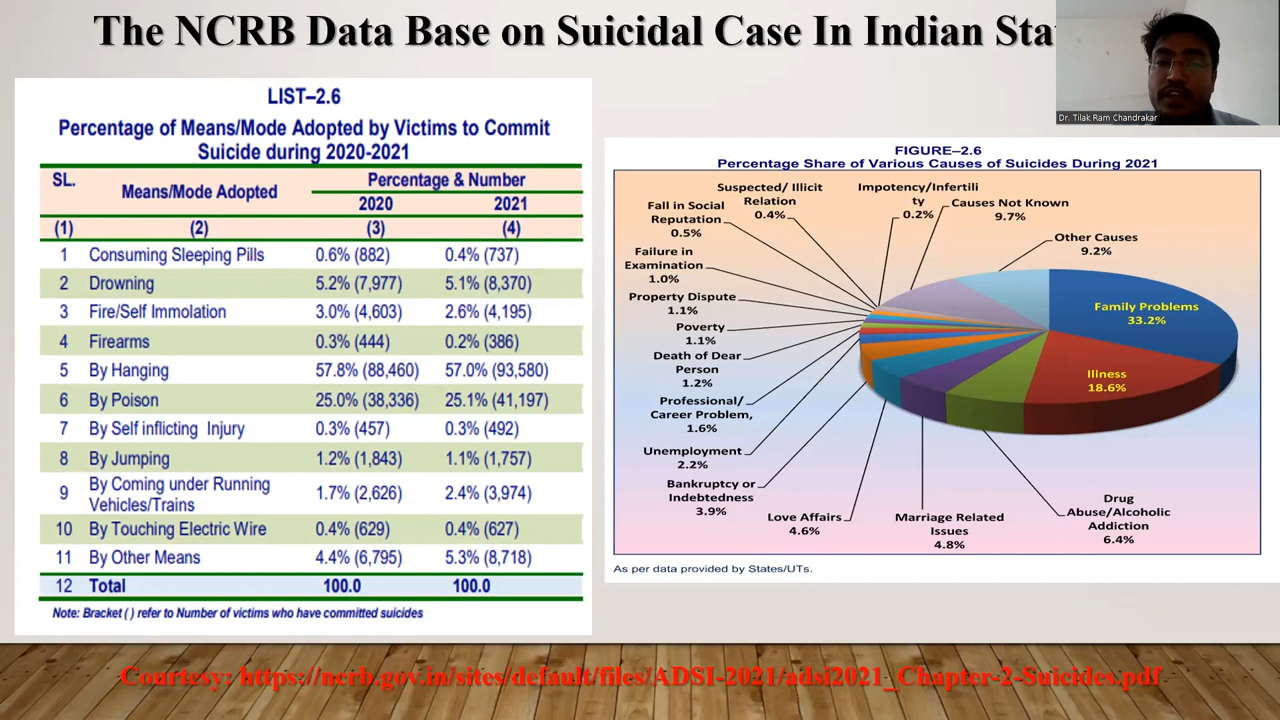 The NCRB Data Base on Suicidal Case In Indian Sta
Dr. Tilak Ram Chandrakar
LIST–2.6
Percentage of Means/Mode Adopted by Victims to Commit
Suicide during 2020-2021
SL. Means/Mode Adopted Percentage & Number
2020 2021
(1) (2) (3) (4)
1 Consuming Sleeping Pills 0.6% (882) 0.4% (737)
2 Drowning 5.2% (7,977) 5.1% (8,370)
3 Fire/Self Immolation 3.0% (4,603) 2.6% (4,195)
4 Firearms 0.3% (444) 0.2% (386)
5 By Hanging 57.8% (88,460) 57.0% (93,580)
6 By Poison 25.0% (38,336) 25.1% (41,197)
7 By Self inflicting Injury 0.3% (457) 0.3% (492)
8 By Jumping 1.2% (1,843) 1.1% (1,757)
9 By Coming under Running
Vehicles/Trains 1.7% (2,626) 2.4% (3,974)
10 By Touching Electric Wire 0.4% (629) 0.4% (627)
11 By Other Means 4.4% (6,795) 5.3% (8,718)
12 Total 100.0 100.0
Note: Bracket ( ) refer to Number of victims who have committed suicides
FIGURE–2.6
Percentage Share of Various Causes of Suicides During 2021
Suspected/ Illicit
Relation
0.4%
Impotency/Infertili
ty
0.2%
Causes Not Known
9.7%
Other Causes
9.2%
Fall in Social
Reputation
0.5%
Failure in
Examination
1.0%
Property Dispute
1.1%
Poverty
1.1%
Death of Dear
Person
1.2%
Professional/
Career Problem,
1.6%
Unemployment
2.2%
Bankruptcy or
Indebtedness
3.9%
Love Affairs
4.6%
Marriage Related
Issues
4.8%
Drug
Abuse/Alcoholic
Addiction
6.4%
Family Problems
33.2%
Illness
18.6%
As per data provided by States/UTs.
Courtesy: https://ncrb.gov.in/sites/default/files/ADSI-2021/adsi2021_Chapter-2-Suicides.pdf